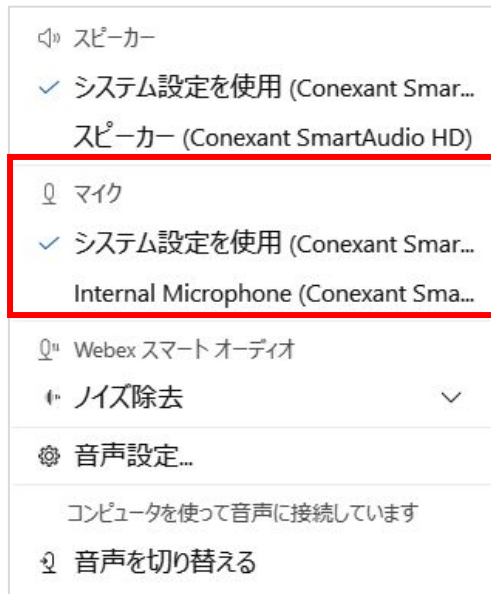 スピーカー
システム設定を使用 (Conexant Smar...
スピーカー (Conexant SmartAudio HD)
マイク
システム設定を使用 (Conexant Smar...
Internal Microphone (Conexant Sma...
Webex スマート オーディオ
ノイズ除去
音声設定...
コンピュータを使って音声に接続しています
音声を切り替える